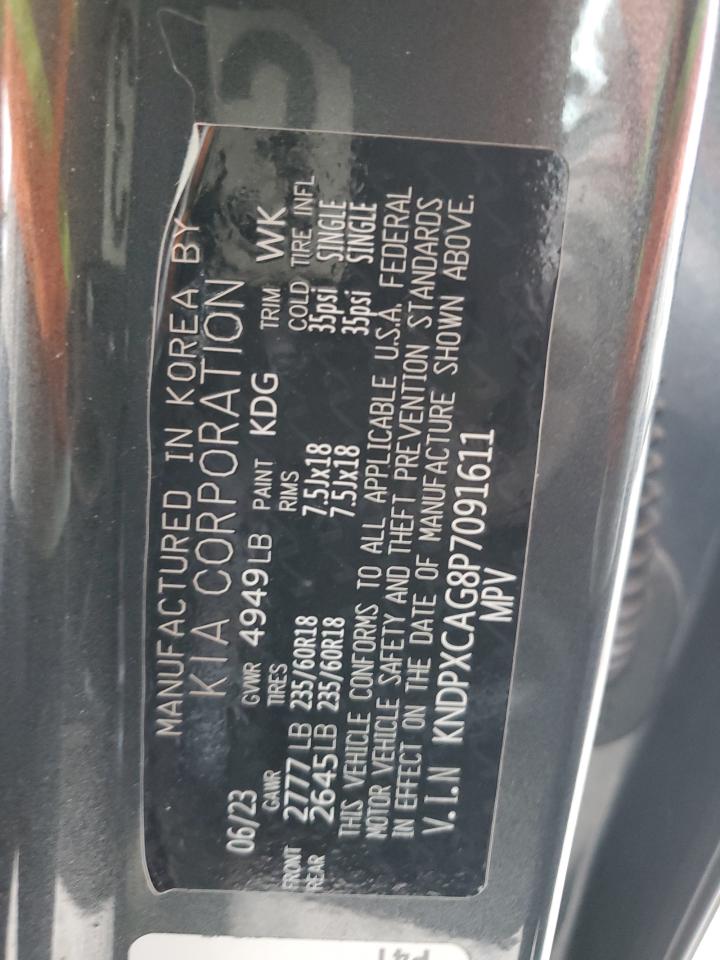 MANUFACTURED IN KOREA BY
KIA CORPORATION
06/23 GVWR 4949LB PAINT KDG TRIM WK
GAWR TIRES RIMS COLD TIRE INFL
FRONT 2777 LB 235/60R18 7.5Jx18 35psi SINGLE
REAR 2645LB 235/60R18 7.5Jx18 35psi SINGLE
THIS VEHICLE CONFORMS TO ALL APPLICABLE U.S.A. FEDERAL
MOTOR VEHICLE SAFETY AND THEFT PREVENTION STANDARDS
IN EFFECT ON THE DATE OF MANUFACTURE SHOWN ABOVE.
V.I.N KNDPXCAG8P7091611
MPV